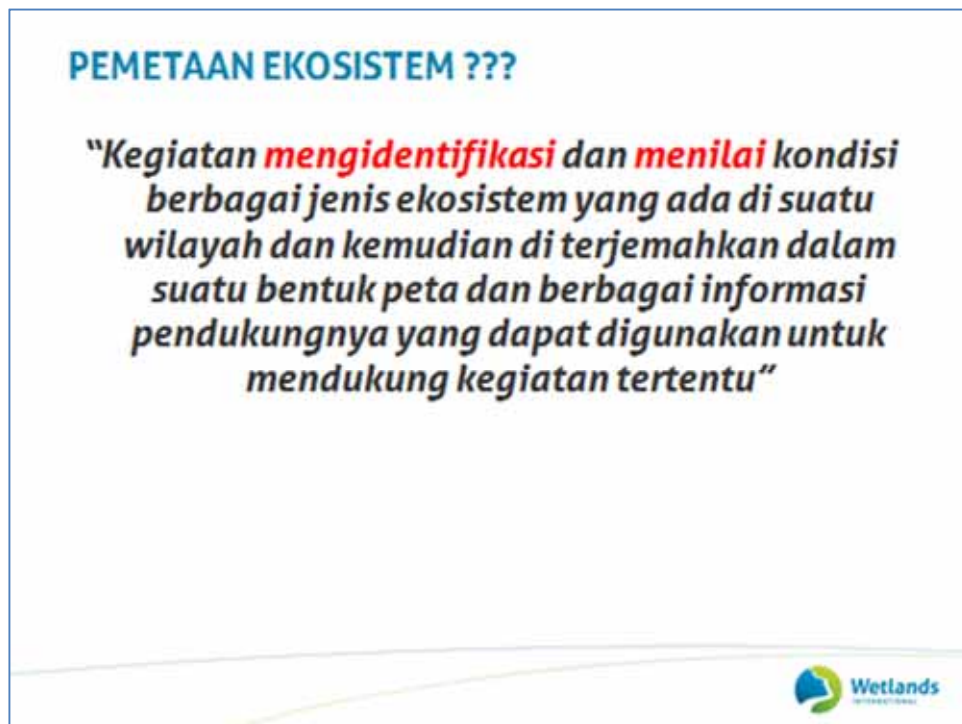 PEMETAAN EKOSISTEM ???
“Kegiatan mengidentifikasi dan menilai kondisi
berbagai jenis ekosistem yang ada di suatu
wilayah dan kemudian di terjemahkan dalam
suatu bentuk peta dan berbagai informasi
pendukungnya yang dapat digunakan untuk
mendukung kegiatan tertentu”
Wetlands
INTERNATIONAL